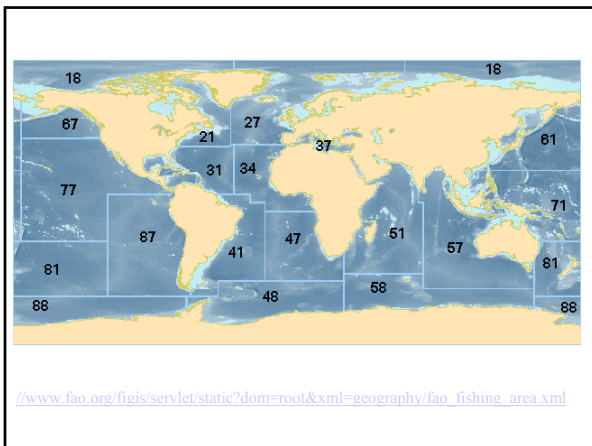 18 18
67 27
21 37 61
31 34
77 71
87 47 51 57
41
81 81
48 58
88 88
//www.fao.org/figis/servlet/static?dom=root&xml=geography/fao_fishing_area.xml